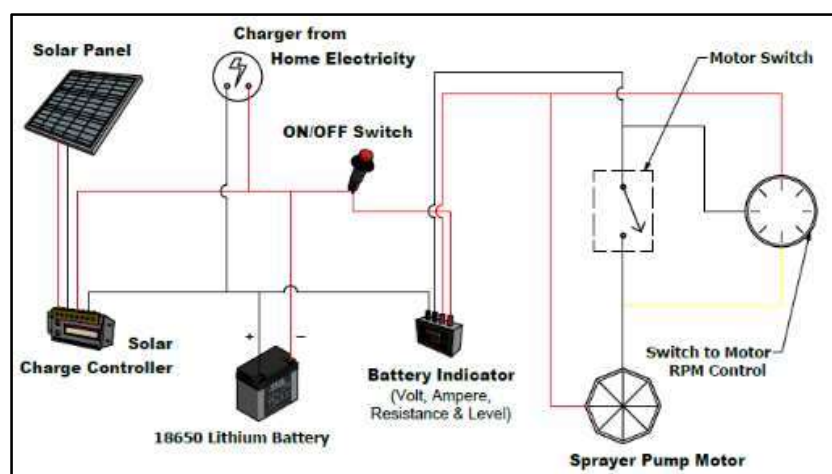 Solar Panel
Charger from
Home Electricity
ON/OFF Switch
Motor Switch
Solar
Charge Controller
+
−
18650 Lithium Battery
Battery Indicator
(Volt, Ampere,
Resistance & Level)
Switch to Motor
RPM Control
Sprayer Pump Motor